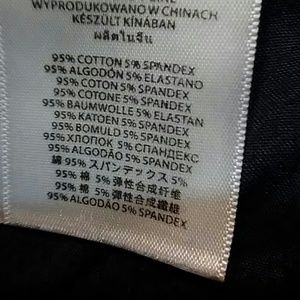 WYPRODUKOWANO W CHINACH
KÉSZÜLT KÍNÁBAN
ผลิตในจีน
95% COTTON 5% SPANDEX
95% ALGODÓN 5% ELASTANO
95% COTON 5% SPANDEX
95% COTONE 5% SPANDEX
95% BAUMWOLLE 5% ELASTAN
95% KATOEN 5% SPANDEX
95% BOMULD 5% SPANDEX
95% ХЛОПОК 5% СПАНДЕКС
95% ALGODÃO 5% SPANDEX
綿 95% スパンデックス 5%
95% 棉 5% 弹性合成纤维
95% 棉 5% 彈性合成纖維
95% ALGODÃO 5% SPANDEX